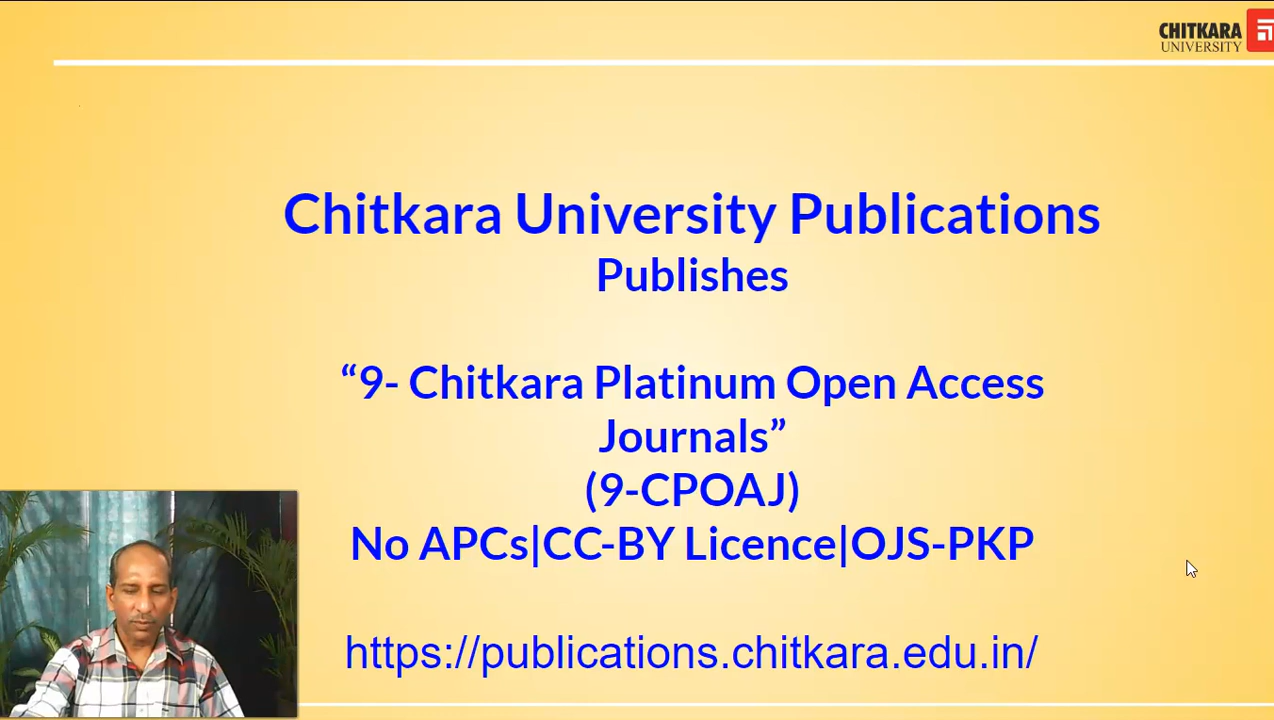 CHITKARA
UNIVERSITY
Chitkara University Publications
Publishes
“9- Chitkara Platinum Open Access
Journals”
(9-CPOAJ)
No APCs|CC-BY Licence|OJS-PKP
https://publications.chitkara.edu.in/